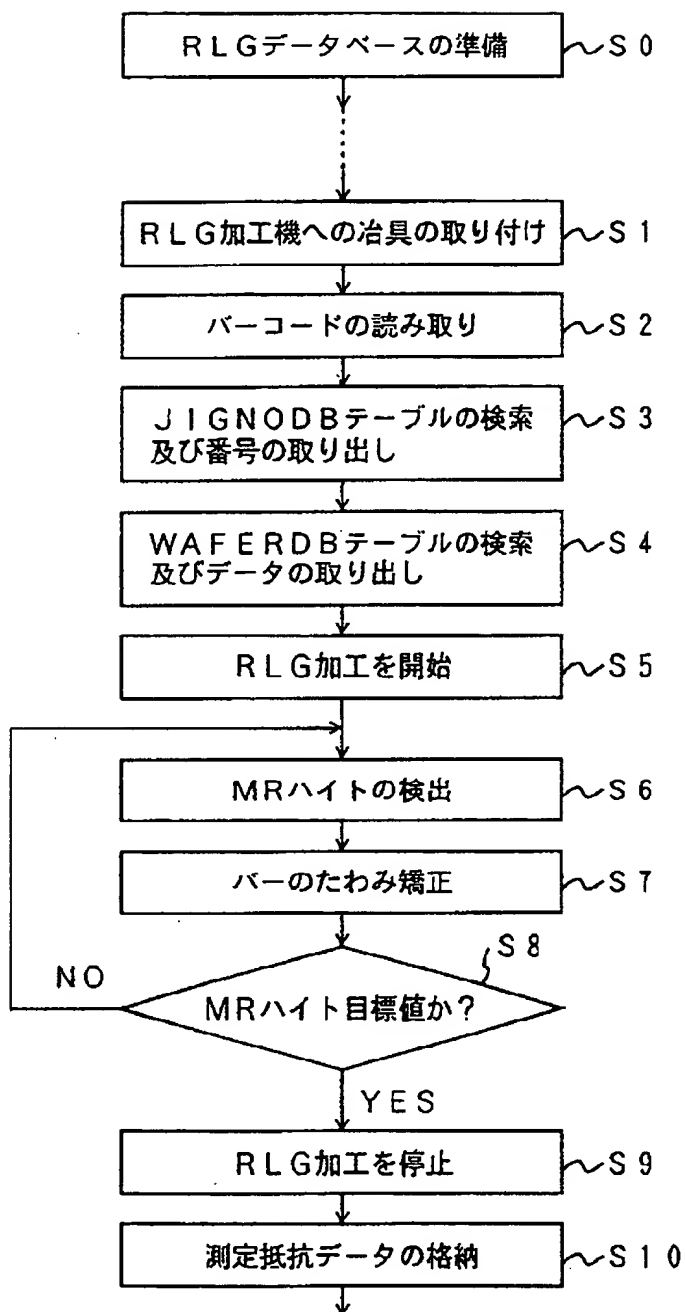 RLGデータベースの準備 S0
RLG加工機への冶具の取り付け S1
バーコードの読み取り S2
JIGNODBテーブルの検索 S3
及び番号の取り出し
WAFERDBテーブルの検索 S4
及びデータの取り出し
RLG加工を開始 S5
MRハイトの検出 S6
バーのたわみ矯正 S7
S8
NO
MRハイト目標値か?
YES
RLG加工を停止 S9
測定抵抗データの格納 S10